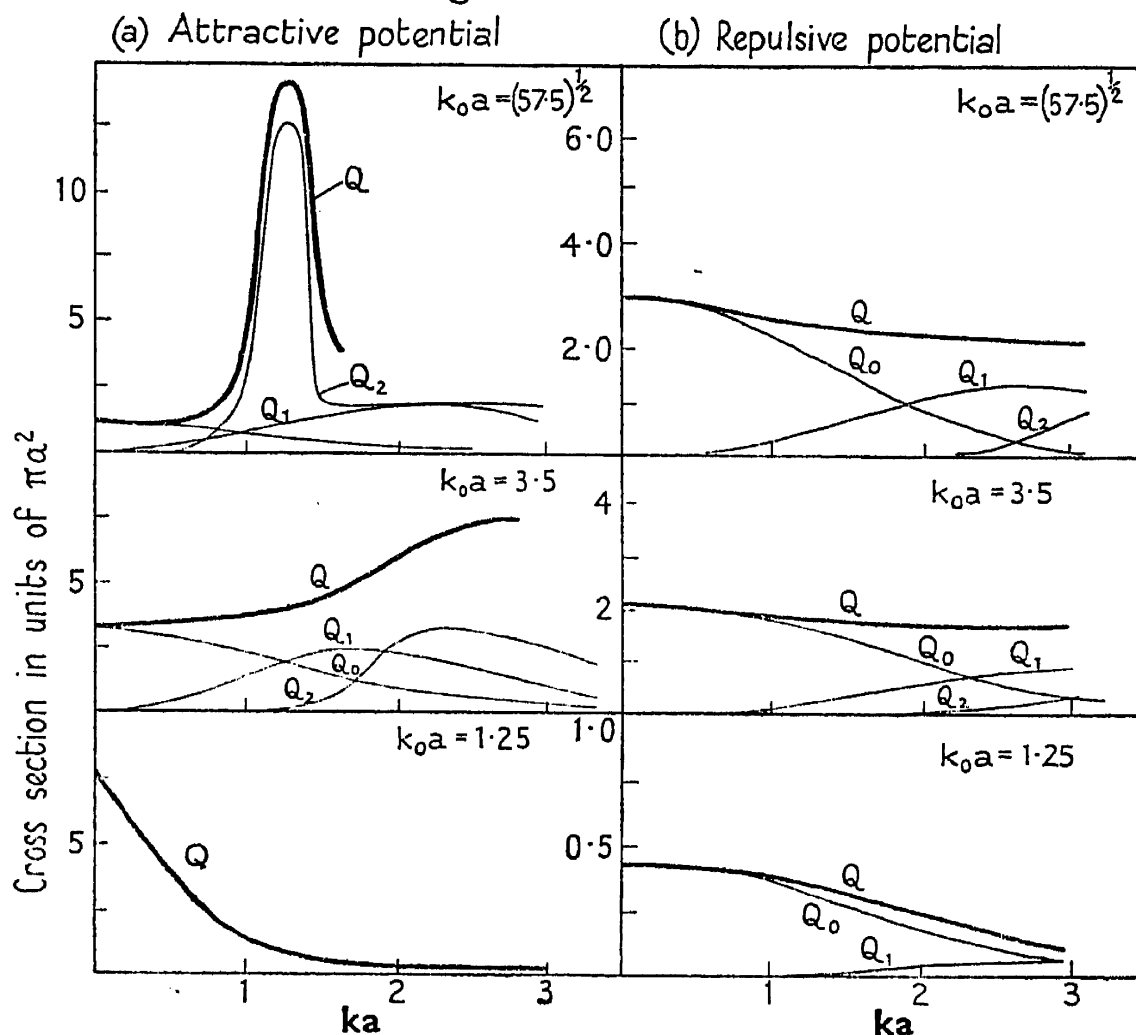 (a) Attractive potential
(b) Repulsive potential
Cross section in units of πa²
k₀a=(57·5)^½
10
5
Q
Q₂
Q₁
k₀a=(57·5)^½
6·0
4·0
2·0
Q
Q₀
Q₁
Q₂
k₀a = 3·5
5
Q
Q₁
Q₀
Q₂
k₀a = 3·5
4
2
Q
Q₀
Q₁
Q₂
k₀a = 1·25
5
Q
1
2
3
ka
k₀a = 1·25
1·0
0·5
Q
Q₀
Q₁
1
2
3
ka